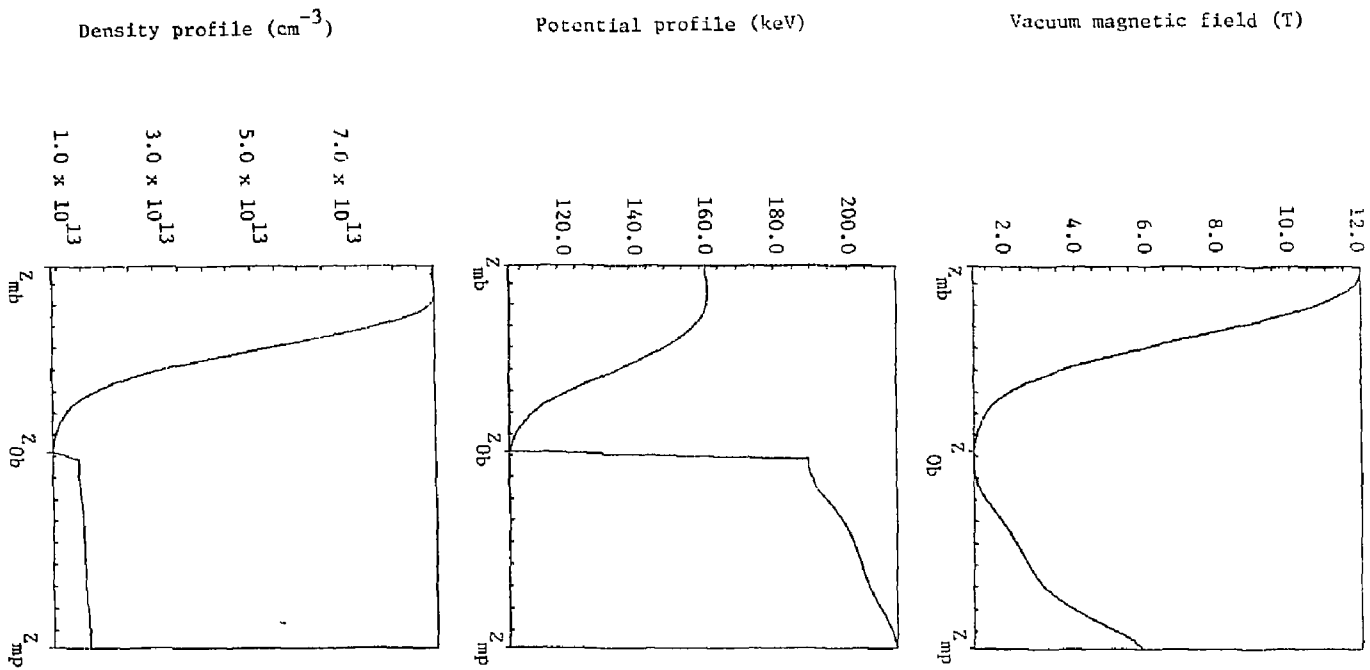 Density profile (cm⁻³)
1.0 x 10¹³
3.0 x 10¹³
5.0 x 10¹³
7.0 x 10¹³
Z_mb
Z_0b
Z_mp
Potential profile (keV)
120.0
140.0
160.0
180.0
200.0
Z_mb
Z_0b
Z_mp
Vacuum magnetic field (T)
2.0
4.0
6.0
8.0
10.0
12.0
Z_mb
Z_0b
Z_mp